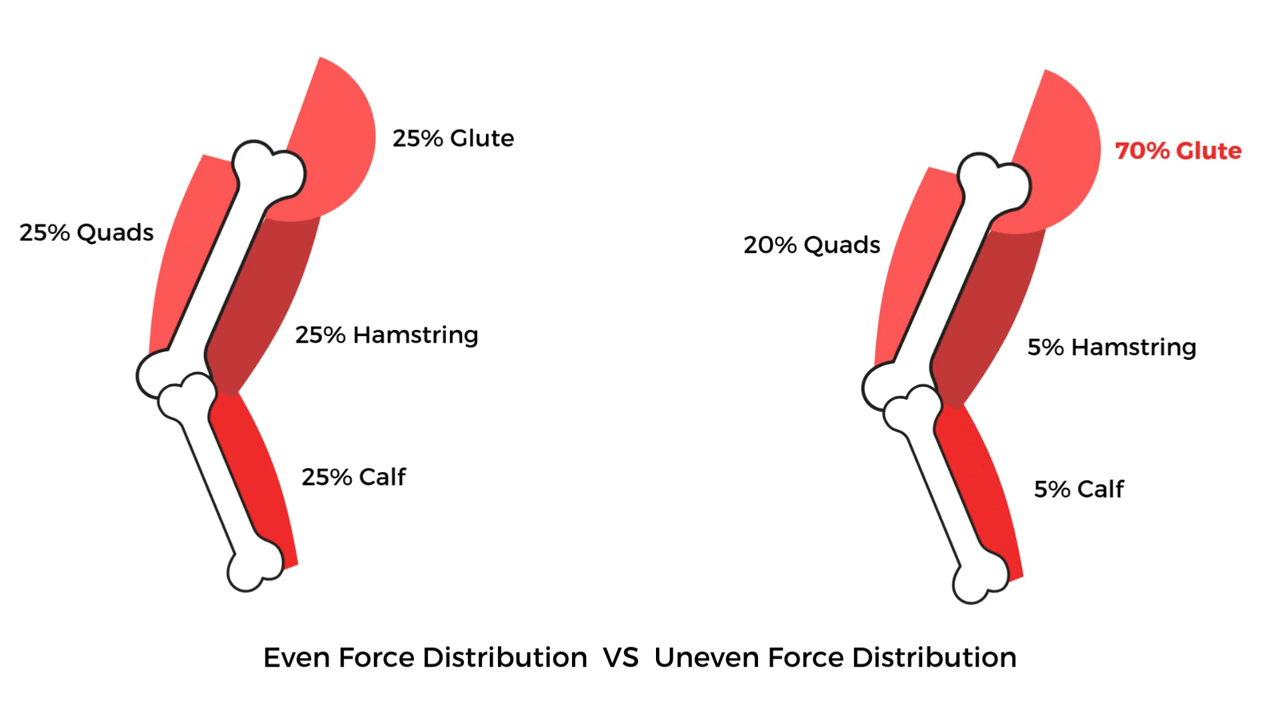 25% Glute
25% Quads
25% Hamstring
25% Calf
70% Glute
20% Quads
5% Hamstring
5% Calf
Even Force Distribution VS Uneven Force Distribution